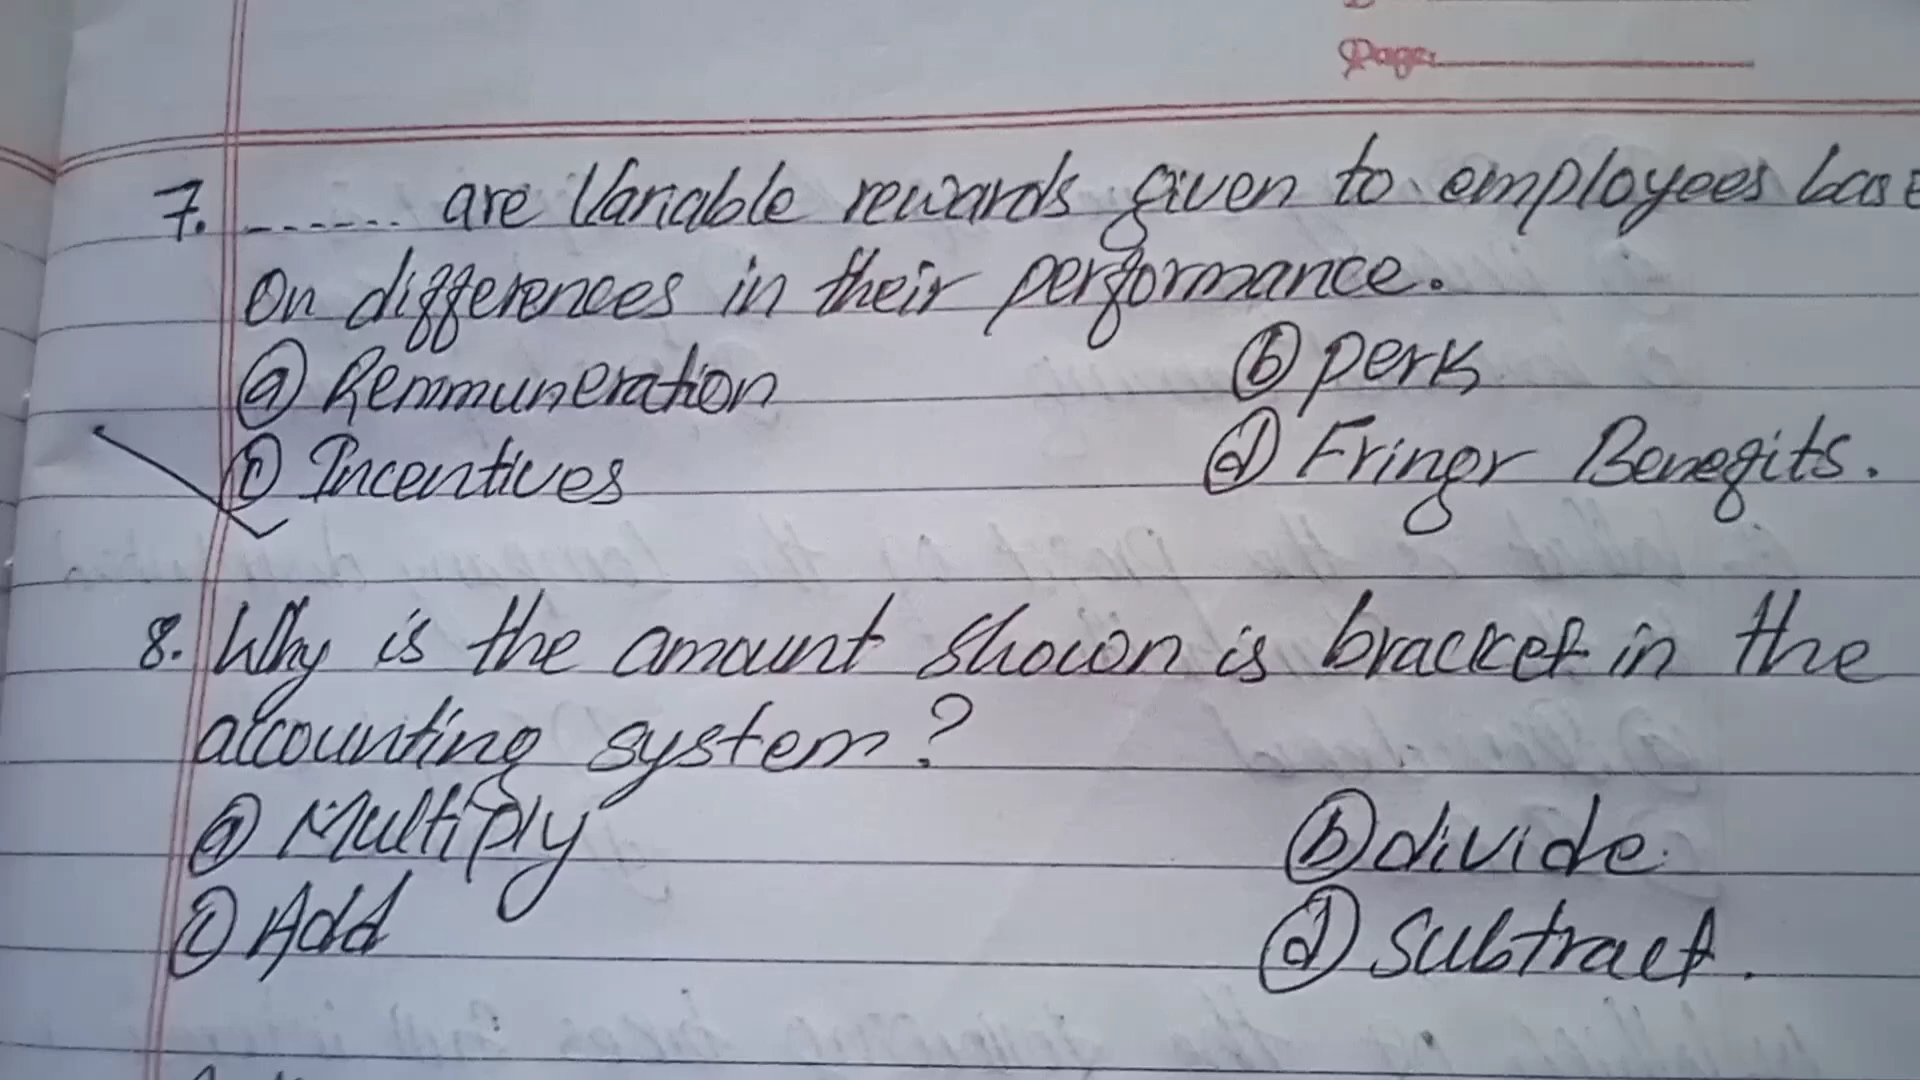 Page:
7. ------ are Variable rewards given to employees bas
on differences in their performance.
(a) Remmuneration (b) perk
(c) Incentives (d) Fringr Benefits.
8. Why is the amount shown is bracket in the
accounting system?
(a) Multiply (b) divide.
(c) Add (d) Subtract.